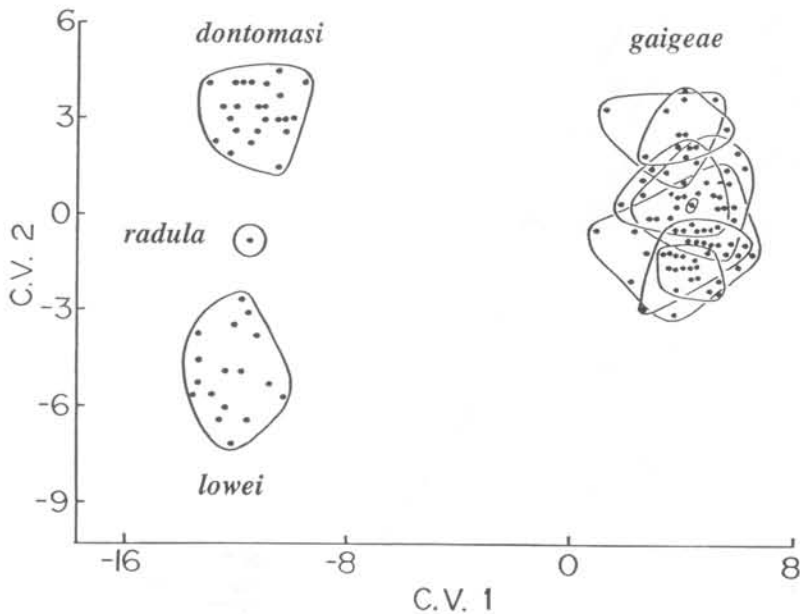 6
dontomasi
gaigeae
3
0
radula
C.V. 2
-3
-6
lowei
-9
-16
-8
0
8
C.V. 1